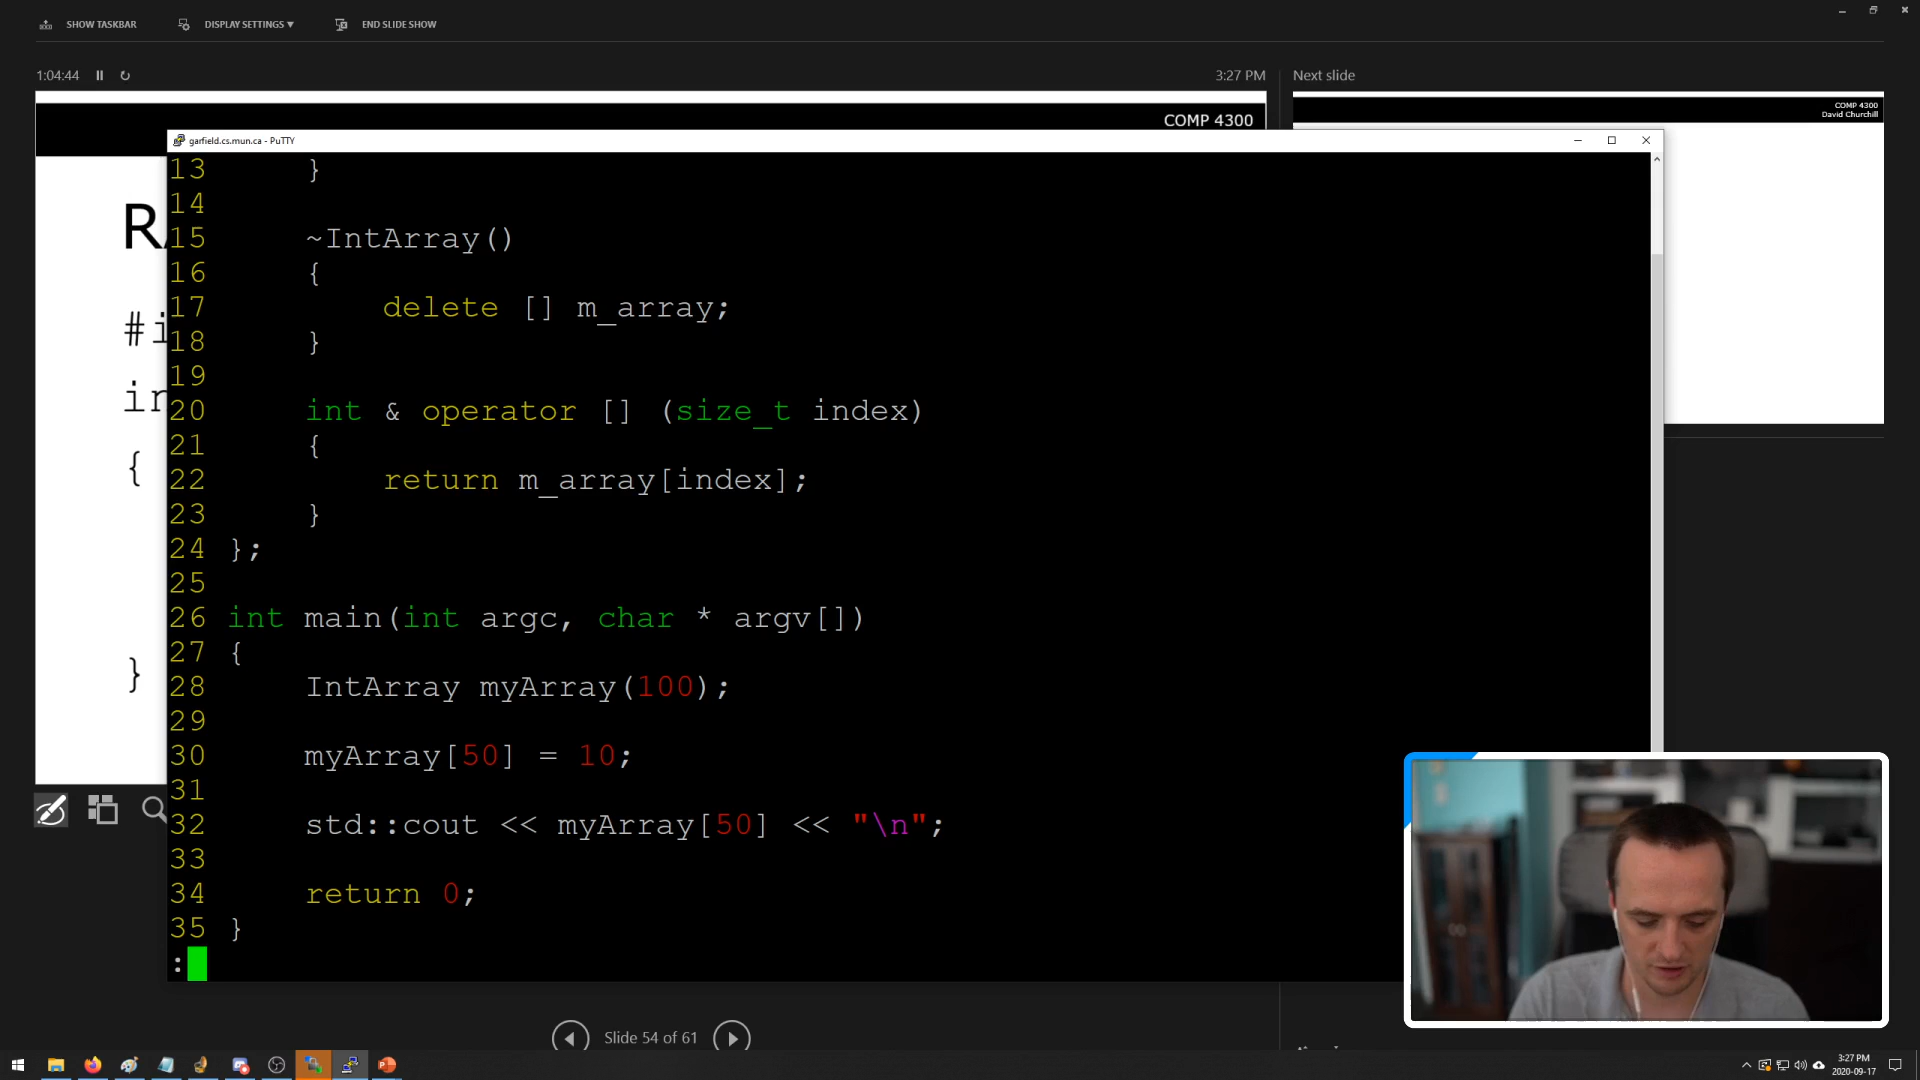 SHOW TASKBAR
DISPLAY SETTINGS ▾
END SLIDE SHOW
1:04:44
3:27 PM
Next slide
COMP 4300
COMP 4300
David Churchill
garfield.cs.mun.ca - PuTTY
13 }
14
15 ~IntArray()
16 {
17 delete [] m_array;
18 }
19
20 int & operator [] (size_t index)
21 {
22 return m_array[index];
23 }
24 };
25
26 int main(int argc, char * argv[])
27 {
28 IntArray myArray(100);
29
30 myArray[50] = 10;
31
32 std::cout << myArray[50] << "\n";
33
34 return 0;
35 }
:
#i
{
}
Slide 54 of 61
3:27 PM
2020-09-17